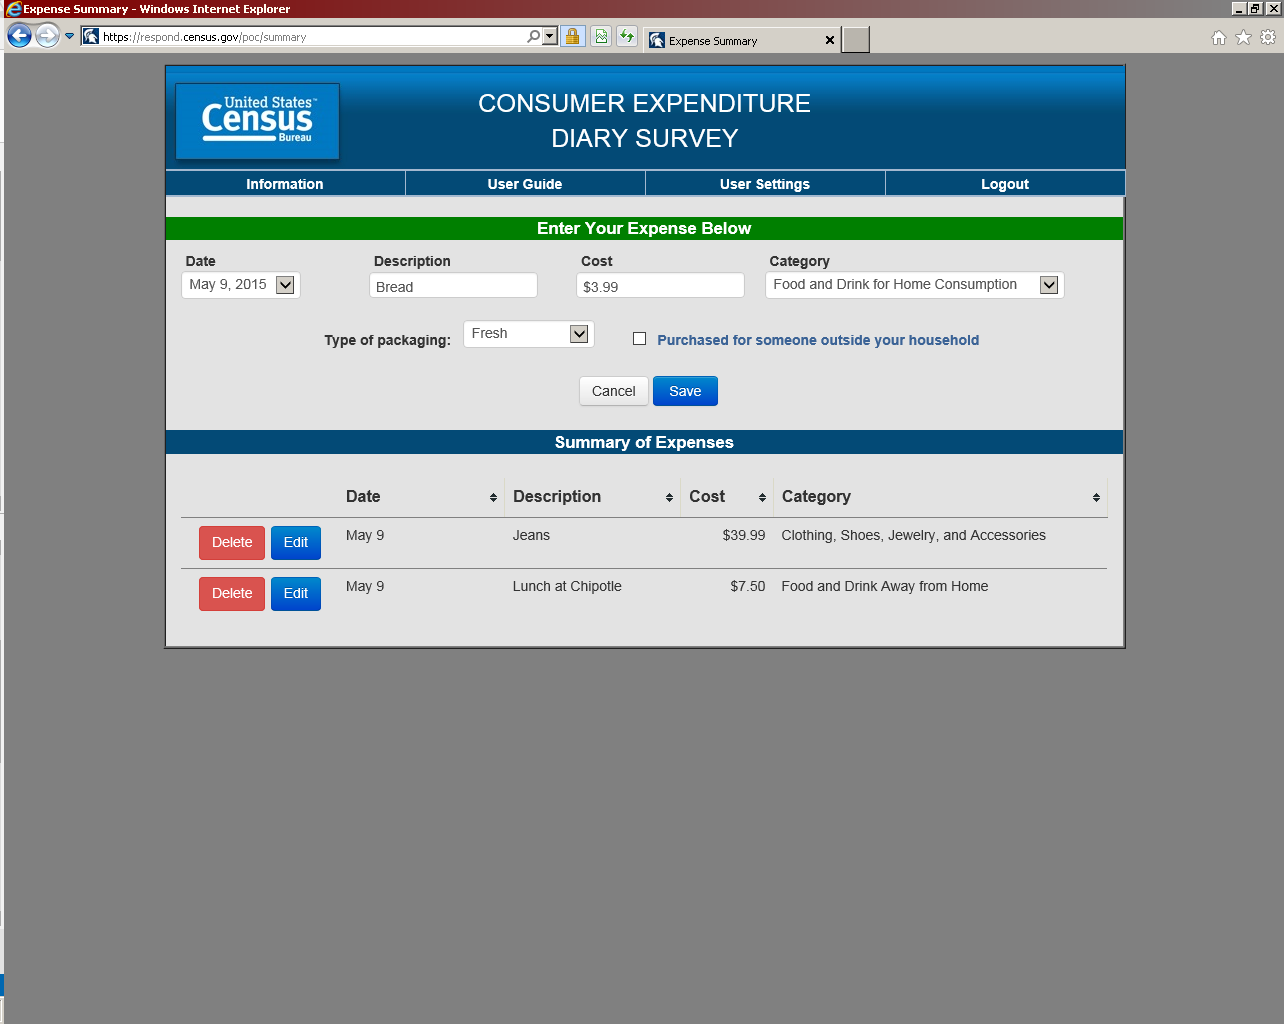 Expense Summary - Windows Internet Explorer
https://respond.census.gov/poc/summary
Expense Summary
United States™
Census
Bureau
CONSUMER EXPENDITURE
DIARY SURVEY
Information User Guide User Settings Logout
Enter Your Expense Below
Date Description Cost Category
May 9, 2015 Bread $3.99 Food and Drink for Home Consumption
Type of packaging: Fresh Purchased for someone outside your household
Cancel Save
Summary of Expenses
Date Description Cost Category
Delete Edit May 9 Jeans $39.99 Clothing, Shoes, Jewelry, and Accessories
Delete Edit May 9 Lunch at Chipotle $7.50 Food and Drink Away from Home